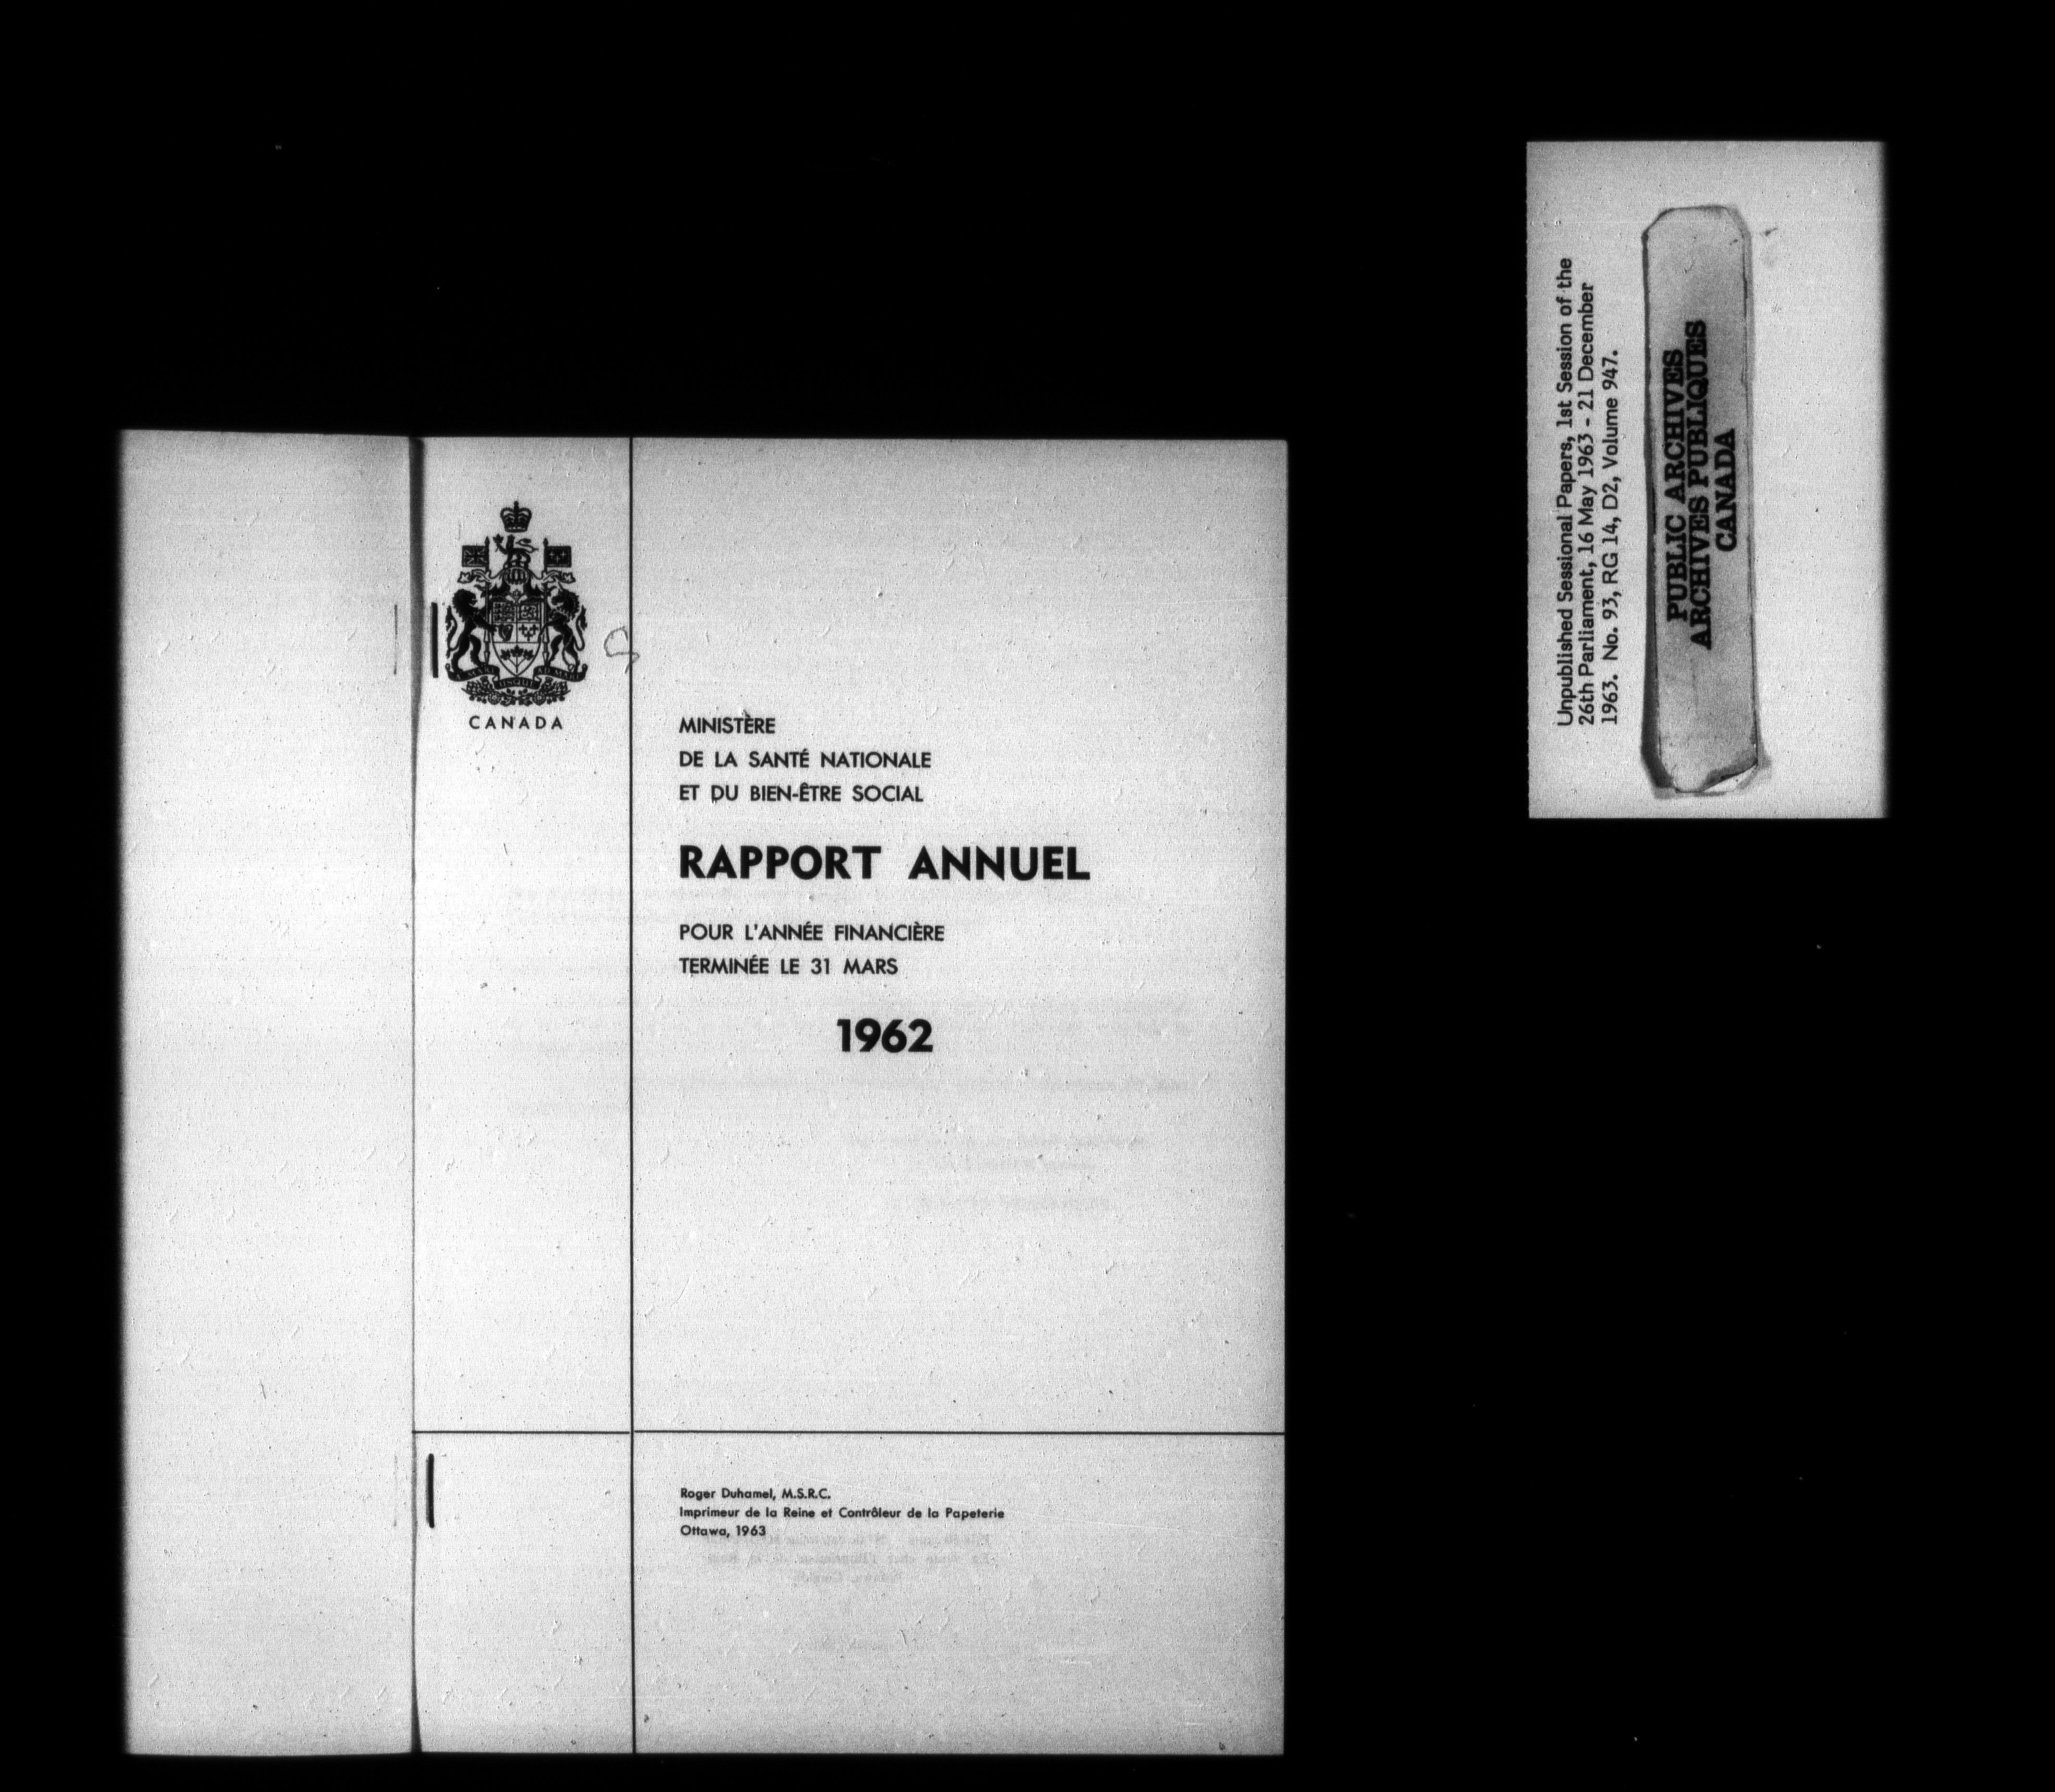 CANADA
MINISTÈRE
DE LA SANTÉ NATIONALE
ET DU BIEN-ÊTRE SOCIAL
RAPPORT ANNUEL
POUR L'ANNÉE FINANCIÈRE
TERMINÉE LE 31 MARS
1962
Roger Duhamel, M.S.R.C.
Imprimeur de la Reine et Contrôleur de la Papeterie
Ottawa, 1963
Unpublished Sessional Papers, 1st Session of the
26th Parliament, 16 May 1963 - 21 December
1963. No. 93, RG 14, D2, Volume 947.
PUBLIC ARCHIVES
ARCHIVES PUBLIQUES
CANADA